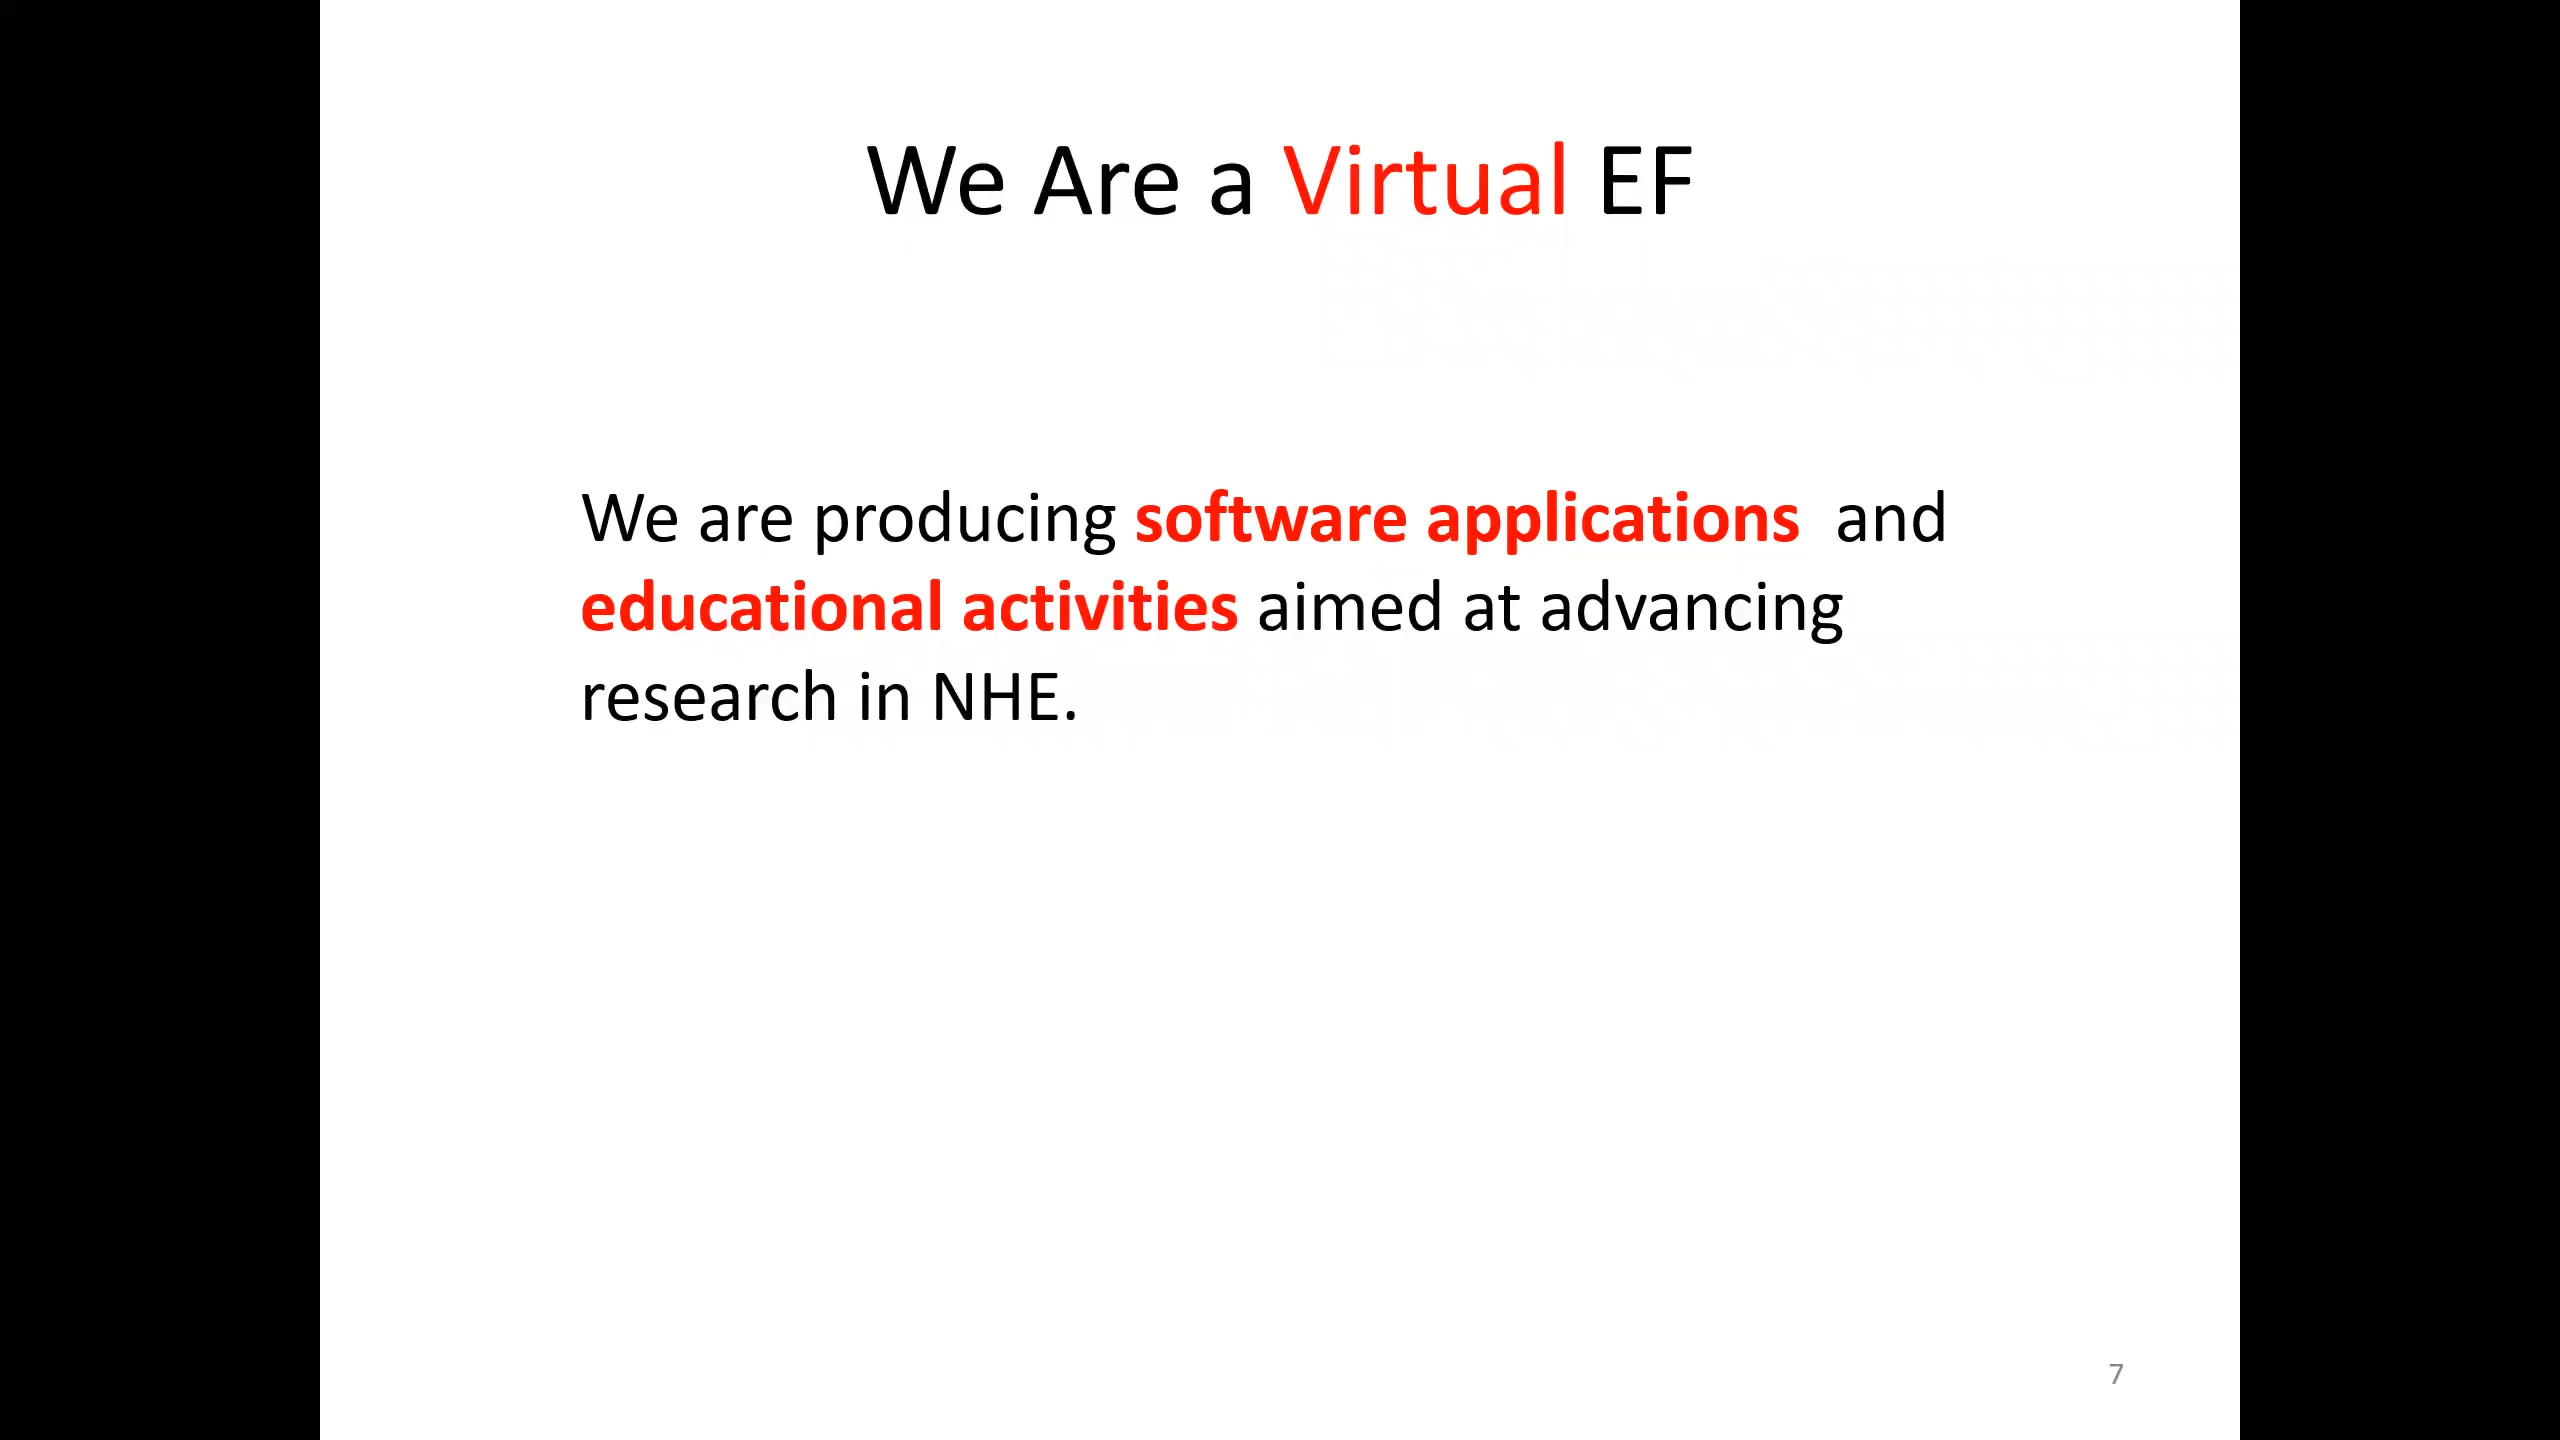 We Are a Virtual EF
We are producing software applications  and
educational activities aimed at advancing
research in NHE.
7